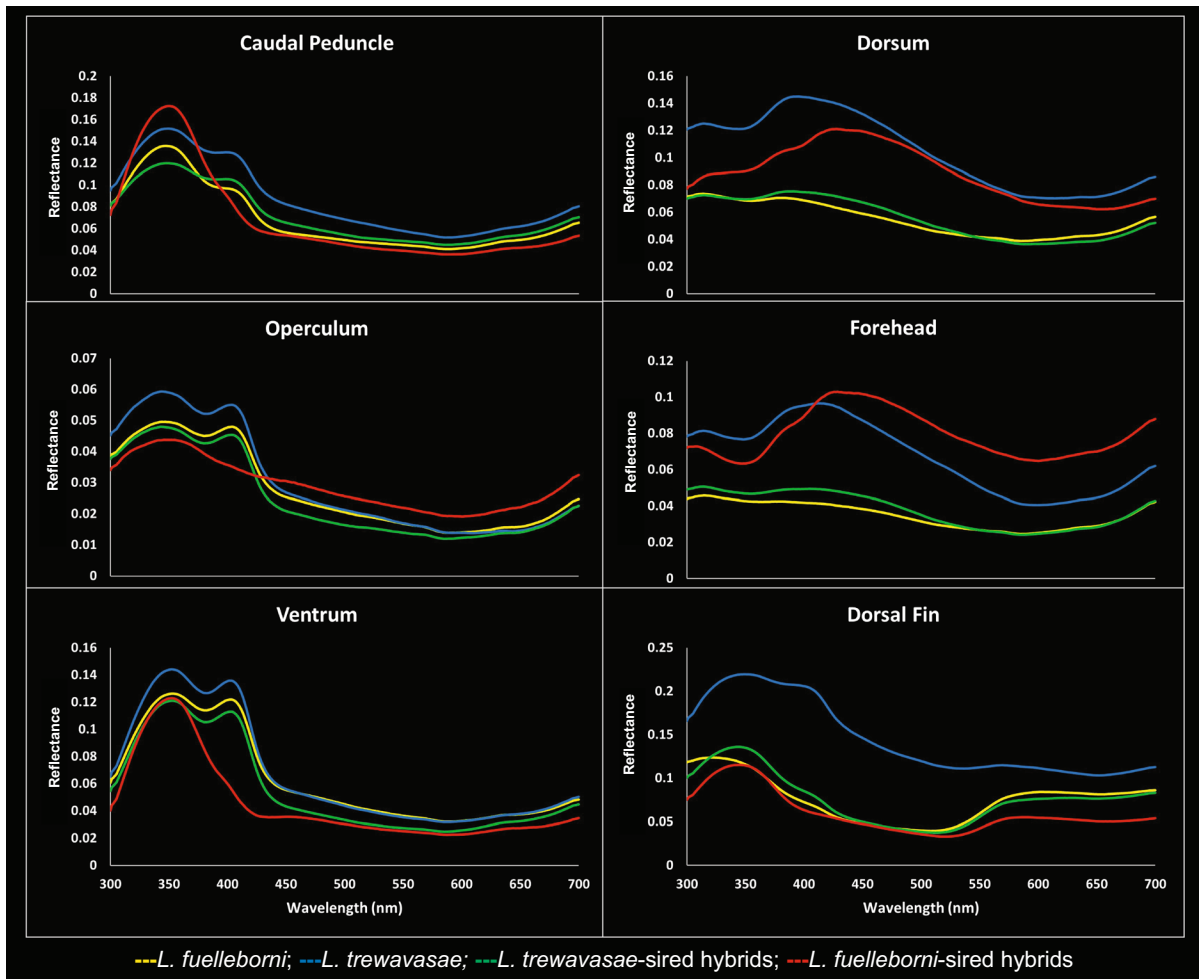 Caudal Peduncle
Reflectance
0.2
0.18
0.16
0.14
0.12
0.1
0.08
0.06
0.04
0.02
0
Dorsum
Reflectance
0.16
0.14
0.12
0.1
0.08
0.06
0.04
0.02
0
Operculum
Reflectance
0.07
0.06
0.05
0.04
0.03
0.02
0.01
0
Forehead
Reflectance
0.12
0.1
0.08
0.06
0.04
0.02
0
Ventrum
Reflectance
0.16
0.14
0.12
0.1
0.08
0.06
0.04
0.02
0
300 350 400 450 500 550 600 650 700
Wavelength (nm)
Dorsal Fin
Reflectance
0.25
0.2
0.15
0.1
0.05
0
300 350 400 450 500 550 600 650 700
Wavelength (nm)
---L. fuelleborni; ---L. trewavasae; ---L. trewavasae-sired hybrids; ---L. fuelleborni-sired hybrids